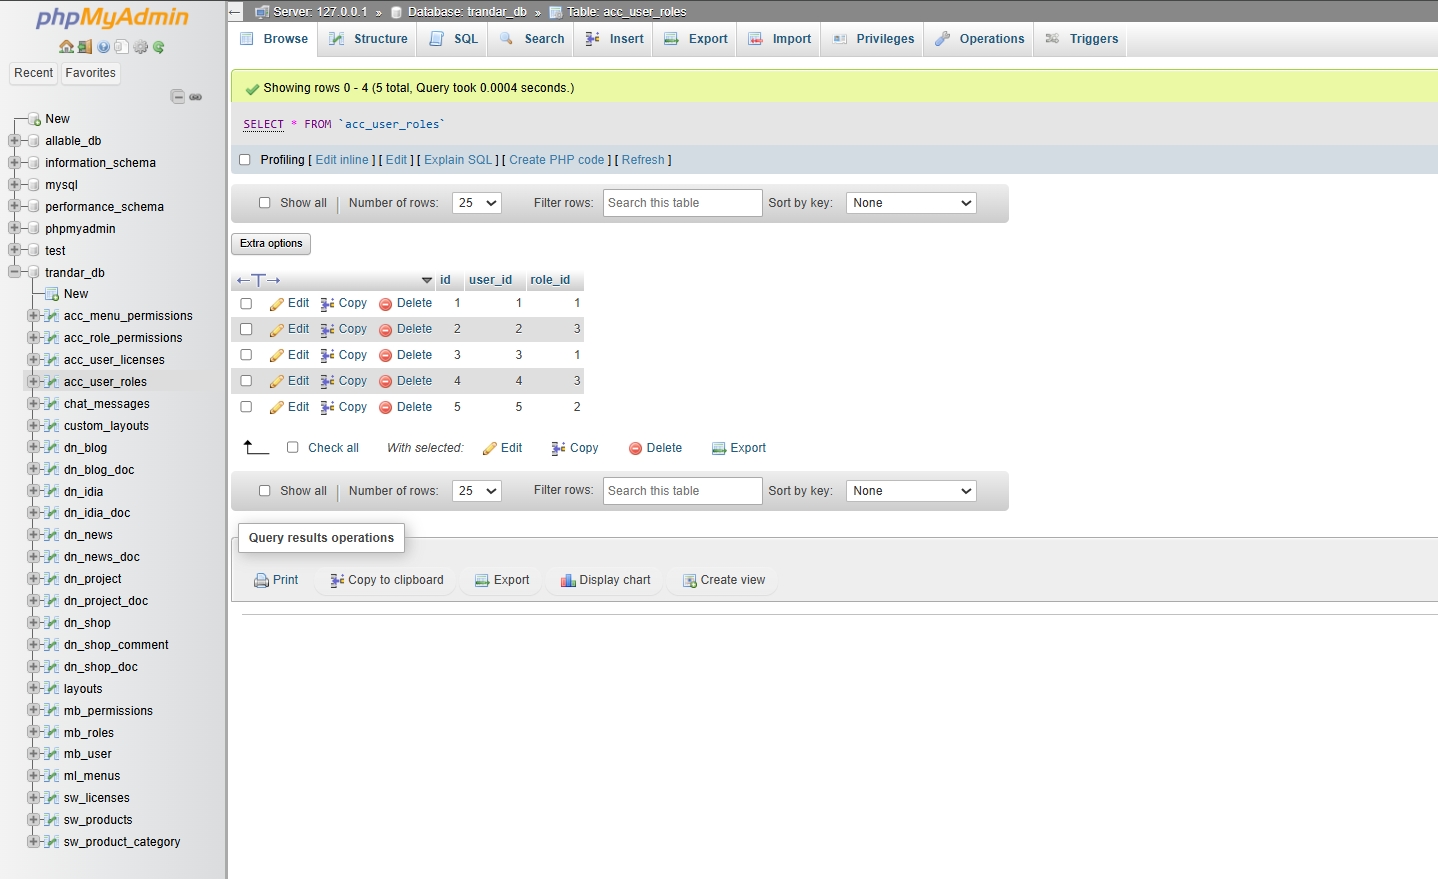 phpMyAdmin
Recent Favorites
New
allable_db
information_schema
mysql
performance_schema
phpmyadmin
test
trandar_db
New
acc_menu_permissions
acc_role_permissions
acc_user_licenses
acc_user_roles
chat_messages
custom_layouts
dn_blog
dn_blog_doc
dn_idia
dn_idia_doc
dn_news
dn_news_doc
dn_project
dn_project_doc
dn_shop
dn_shop_comment
dn_shop_doc
layouts
mb_permissions
mb_roles
mb_user
ml_menus
sw_licenses
sw_products
sw_product_category
Server: 127.0.0.1 » Database: trandar_db » Table: acc_user_roles
Browse Structure SQL Search Insert Export Import Privileges Operations Triggers
Showing rows 0 - 4 (5 total, Query took 0.0004 seconds.)
SELECT * FROM `acc_user_roles`
Profiling [ Edit inline ] [ Edit ] [ Explain SQL ] [ Create PHP code ] [ Refresh ]
Show all | Number of rows: 25 Filter rows: Search this table Sort by key: None
Extra options
←T→ id user_id role_id
Edit Copy Delete 1 1 1
Edit Copy Delete 2 2 3
Edit Copy Delete 3 3 1
Edit Copy Delete 4 4 3
Edit Copy Delete 5 5 2
Check all With selected: Edit Copy Delete Export
Show all | Number of rows: 25 Filter rows: Search this table Sort by key: None
Query results operations
Print Copy to clipboard Export Display chart Create view